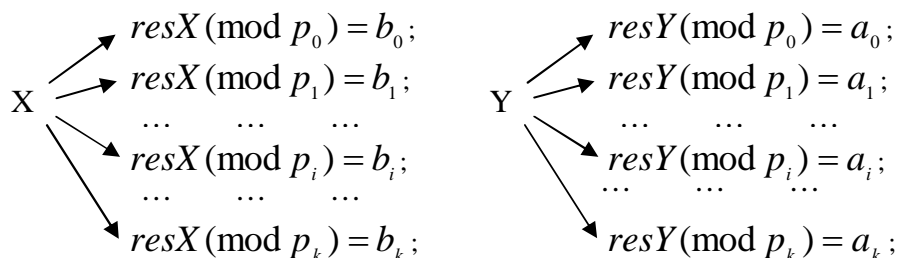 resX(mod p₀) = b₀; resY(mod p₀) = a₀;
resX(mod p₁) = b₁; resY(mod p₁) = a₁;
X Y
... ... ... ... ... ...
resX(mod pᵢ) = bᵢ; resY(mod pᵢ) = aᵢ;
... ... ... ... ... ...
resX(mod pₖ) = bₖ; resY(mod pₖ) = aₖ;